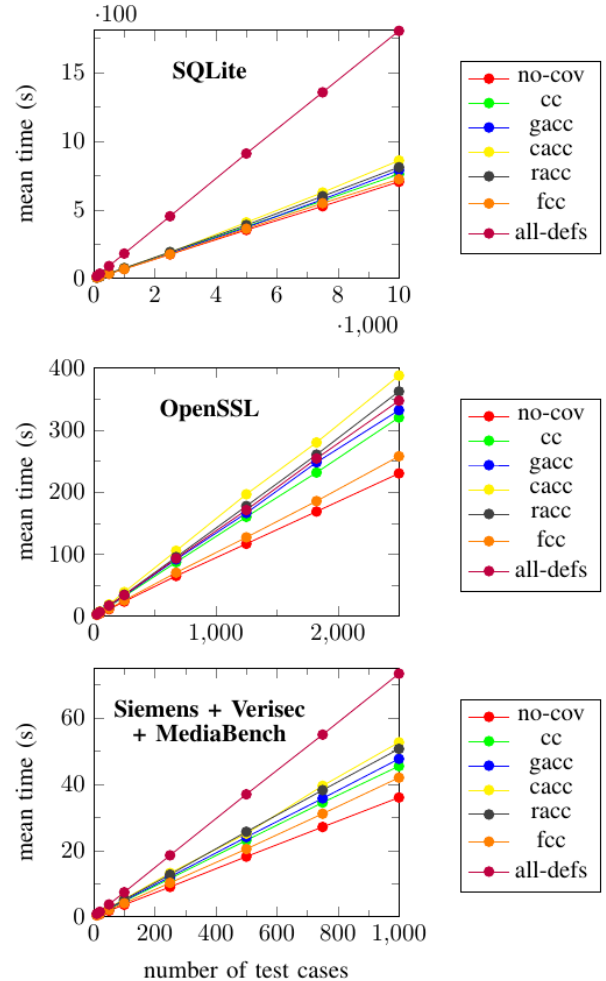 ·100
15
10
5
0
mean time (s)
SQLite
0
2
4
6
8
10
·1,000
no-cov
cc
gacc
cacc
racc
fcc
all-defs
400
300
200
100
0
mean time (s)
OpenSSL
0
1,000
2,000
no-cov
cc
gacc
cacc
racc
fcc
all-defs
60
40
20
0
mean time (s)
Siemens + Verisec
+ MediaBench
0
200
400
600
800
1,000
number of test cases
no-cov
cc
gacc
cacc
racc
fcc
all-defs